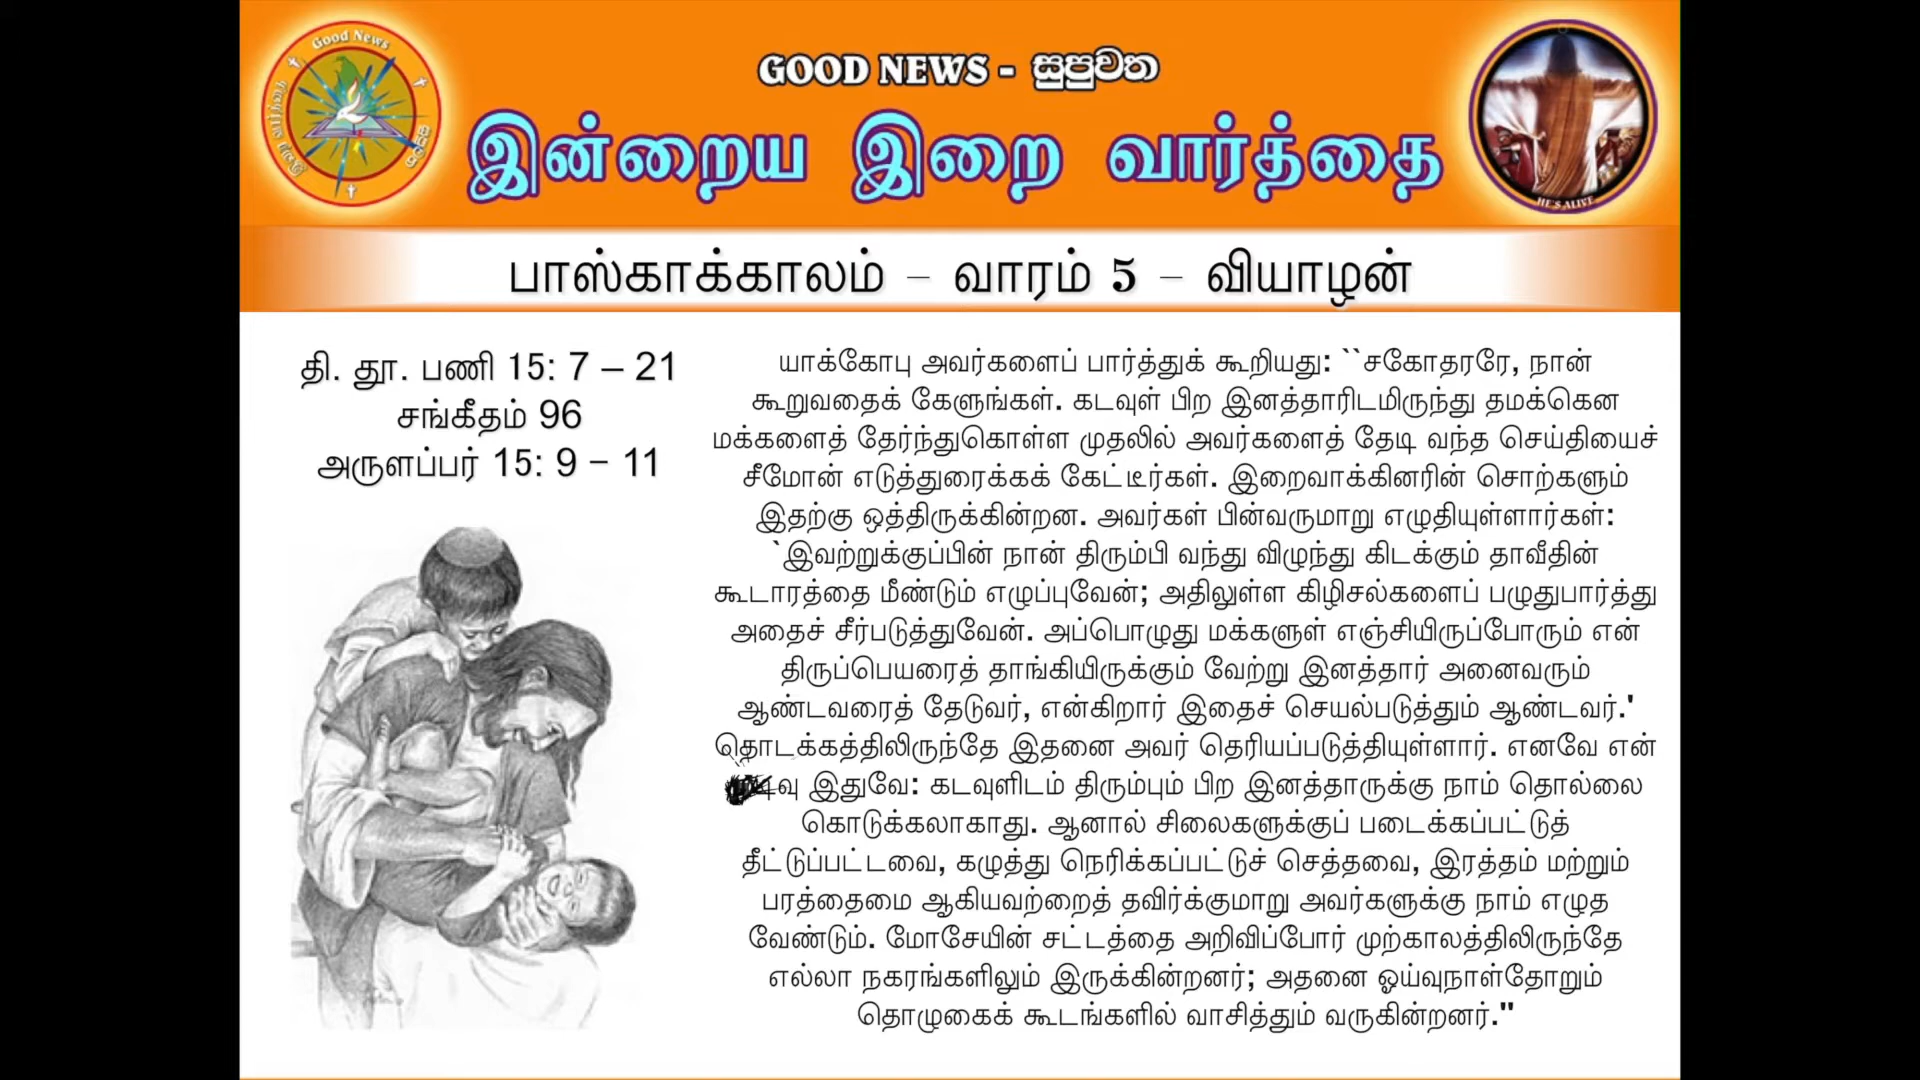 Good News
GOOD NEWS - සුපුවත
இன்றைய இறை வார்த்தை
HE'S ALIVE
பாஸ்காக்காலம் – வாரம் 5 – வியாழன்
தி. தூ. பணி 15: 7 – 21
சங்கீதம் 96
அருளப்பர் 15: 9 – 11
யாக்கோபு அவர்களைப் பார்த்துக் கூறியது: ``சகோதரரே, நான்
கூறுவதைக் கேளுங்கள். கடவுள் பிற இனத்தாரிடமிருந்து தமக்கென
மக்களைத் தேர்ந்துகொள்ள முதலில் அவர்களைத் தேடி வந்த செய்தியைச்
சீமோன் எடுத்துரைக்கக் கேட்டீர்கள். இறைவாக்கினரின் சொற்களும்
இதற்கு ஒத்திருக்கின்றன. அவர்கள் பின்வருமாறு எழுதியுள்ளார்கள்:
`இவற்றுக்குப்பின் நான் திரும்பி வந்து விழுந்து கிடக்கும் தாவீதின்
கூடாரத்தை மீண்டும் எழுப்புவேன்; அதிலுள்ள கிழிசல்களைப் பழுதுபார்த்து
அதைச் சீர்படுத்துவேன். அப்பொழுது மக்களுள் எஞ்சியிருப்போரும் என்
திருப்பெயரைத் தாங்கியிருக்கும் வேற்று இனத்தார் அனைவரும்
ஆண்டவரைத் தேடுவர், என்கிறார் இதைச் செயல்படுத்தும் ஆண்டவர்.'
தொடக்கத்திலிருந்தே இதனை அவர் தெரியப்படுத்தியுள்ளார். எனவே என்
இதுவே: கடவுளிடம் திரும்பும் பிற இனத்தாருக்கு நாம் தொல்லை
கொடுக்கலாகாது. ஆனால் சிலைகளுக்குப் படைக்கப்பட்டுத்
தீட்டுப்பட்டவை, கழுத்து நெரிக்கப்பட்டுச் செத்தவை, இரத்தம் மற்றும்
பரத்தைமை ஆகியவற்றைத் தவிர்க்குமாறு அவர்களுக்கு நாம் எழுத
வேண்டும். மோசேயின் சட்டத்தை அறிவிப்போர் முற்காலத்திலிருந்தே
எல்லா நகரங்களிலும் இருக்கின்றனர்; அதனை ஓய்வுநாள்தோறும்
தொழுகைக் கூடங்களில் வாசித்தும் வருகின்றனர்."